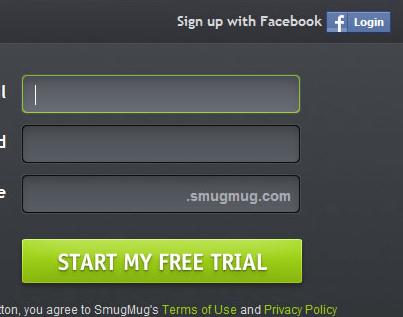 Sign up with Facebook f Login
l
d
e .smugmug.com
START MY FREE TRIAL
tton, you agree to SmugMug's Terms of Use and Privacy Policy